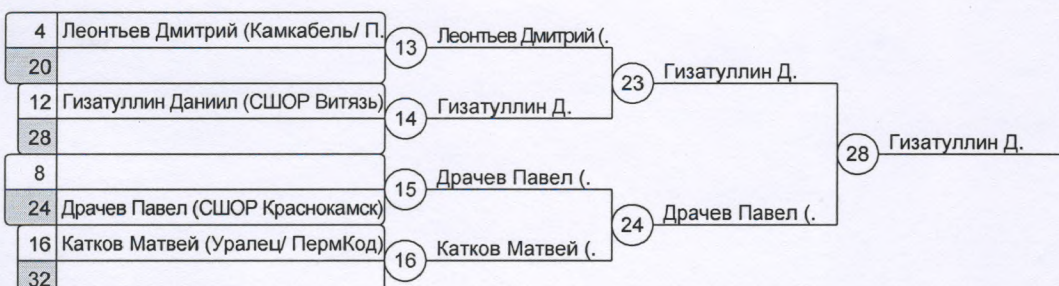 4 Леонтьев Дмитрий (Камкабель/ П.
20
12 Гизатуллин Даниил (СШОР Витязь)
28
8
24 Драчев Павел (СШОР Краснокамск)
16 Катков Матвей (Уралец/ ПермКод)
32
13 Леонтьев Дмитрий (.
14 Гизатуллин Д.
15 Драчев Павел (.
16 Катков Матвей (.
23 Гизатуллин Д.
24 Драчев Павел (.
28 Гизатуллин Д.